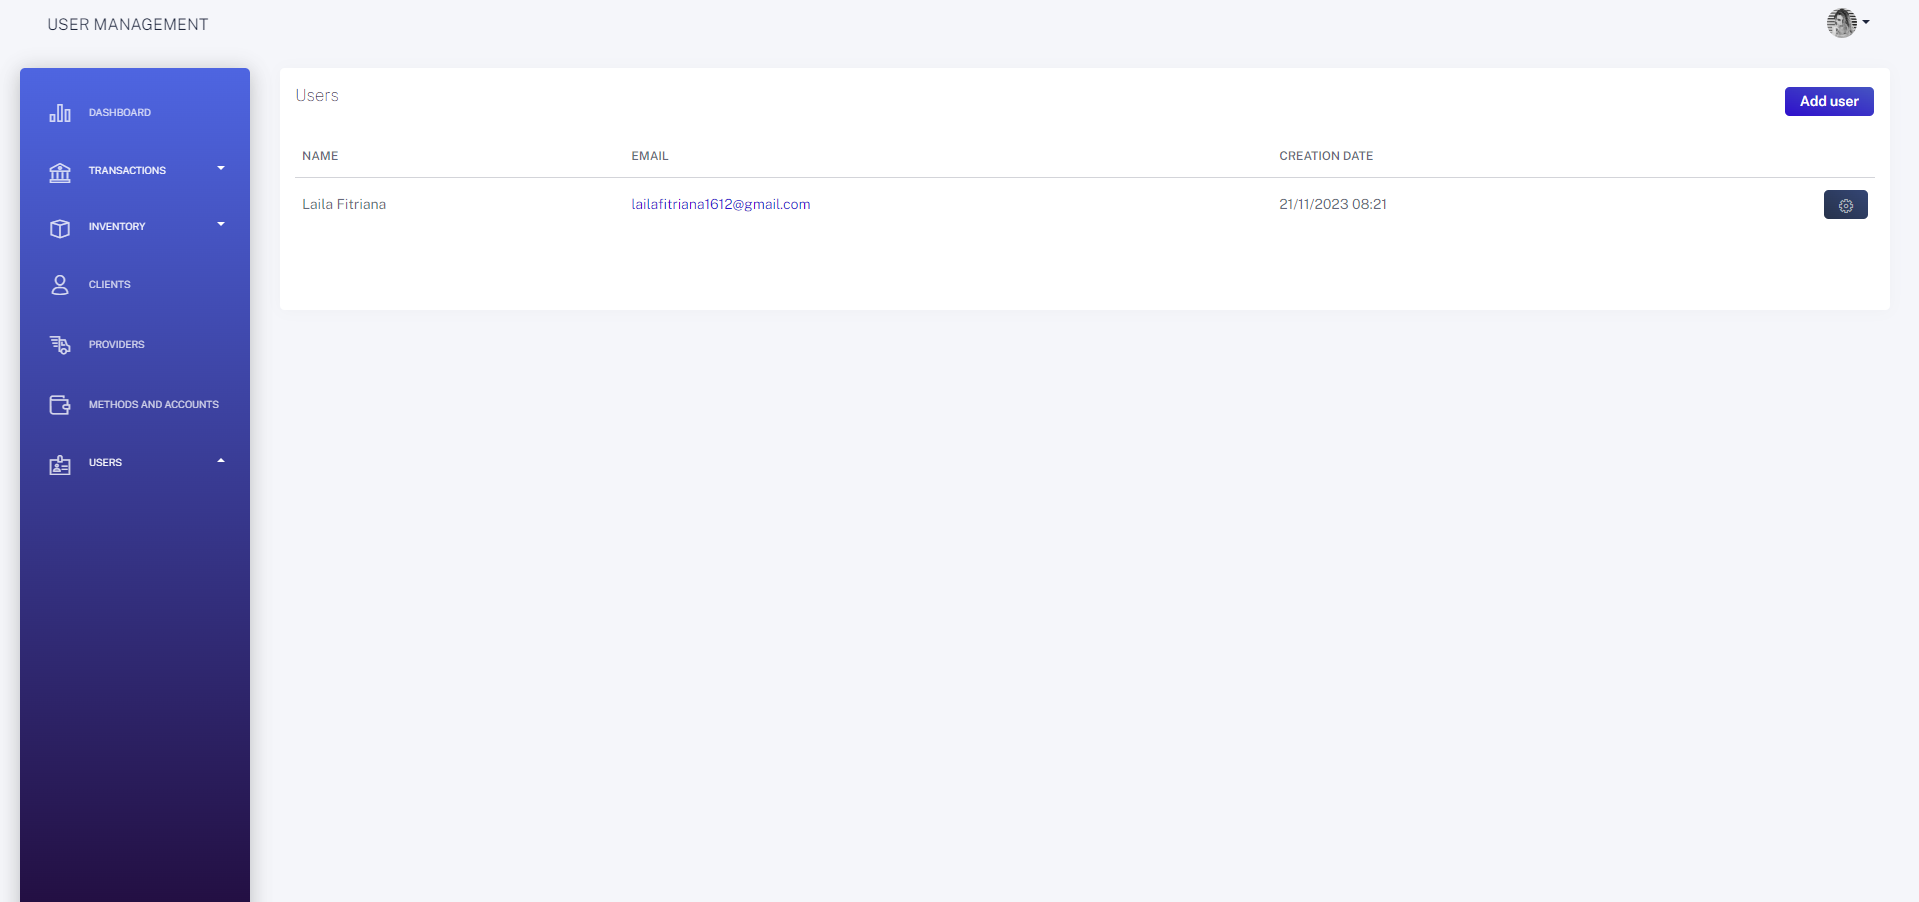 USER MANAGEMENT
DASHBOARD
TRANSACTIONS
INVENTORY
CLIENTS
PROVIDERS
METHODS AND ACCOUNTS
USERS
Users
Add user
NAME EMAIL CREATION DATE
Laila Fitriana lailafitriana1612@gmail.com 21/11/2023 08:21